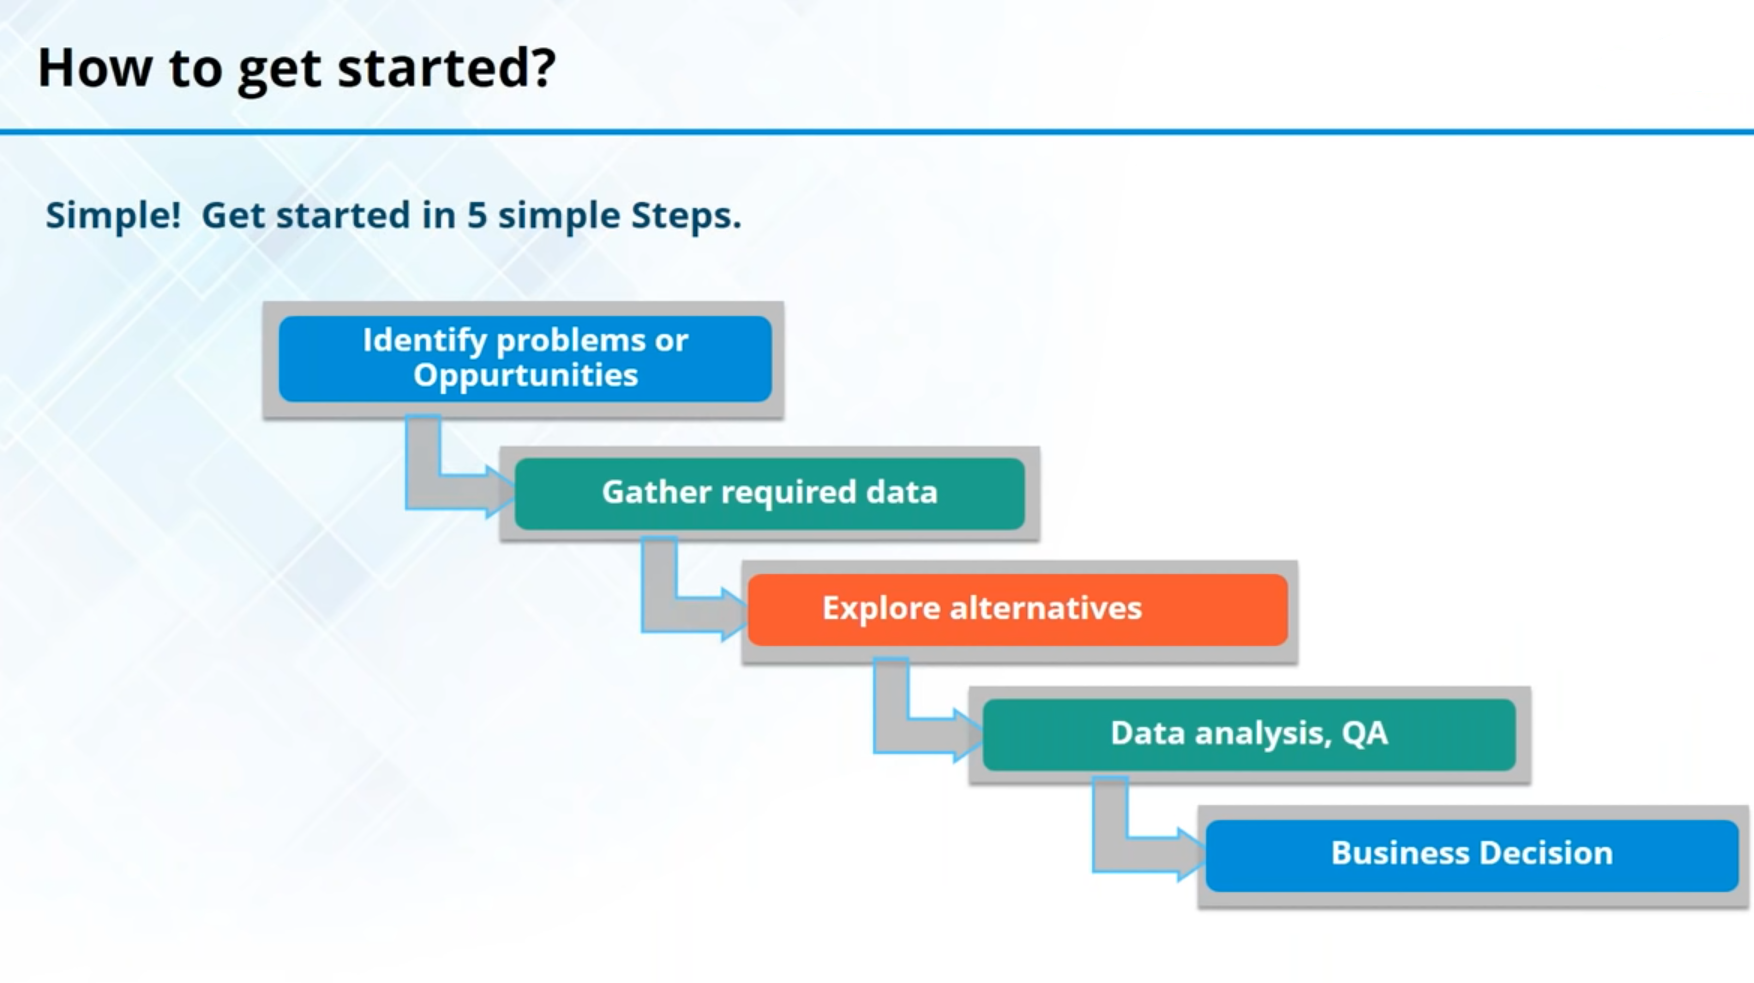 How to get started?
Simple!  Get started in 5 simple Steps.
Identify problems or
Oppurtunities
Gather required data
Explore alternatives
Data analysis, QA
Business Decision